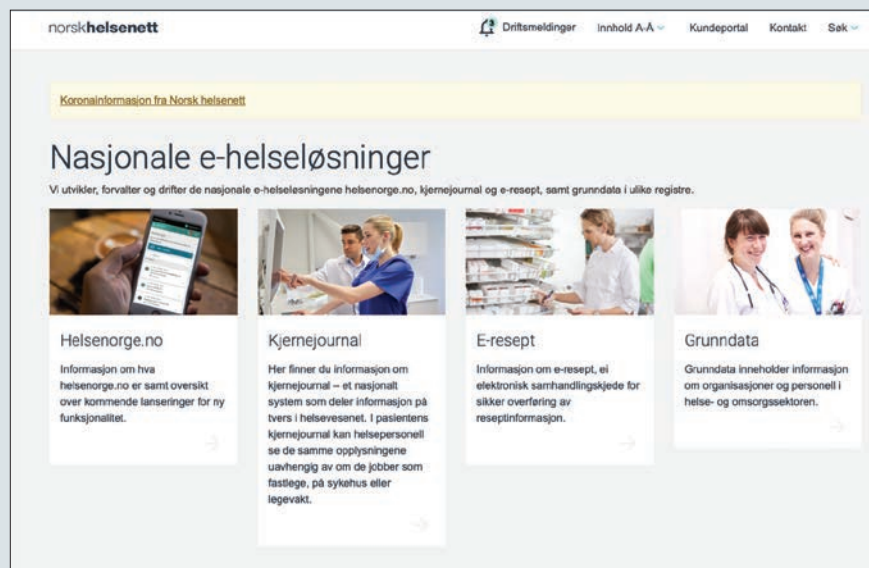 norskhelsenett
3
Driftsmeldinger
Innhold A-Å
Kundeportal
Kontakt
Søk
Koronainformasjon fra Norsk helsenett
Nasjonale e-helseløsninger
Vi utvikler, forvalter og drifter de nasjonale e-helseløsningene helsenorge.no, kjernejournal og e-resept, samt grunndata i ulike registre.
Helsenorge.no
Informasjon om hva
helsenorge.no er samt oversikt
over kommende lanseringer for ny
funksjonalitet.
Kjernejournal
Her finner du informasjon om
kjernejournal – et nasjonalt
system som deler informasjon på
tvers i helsevesenet. I pasientens
kjernejournal kan helsepersonell
se de samme opplysningene
uavhengig av om de jobber som
fastlege, på sykehus eller
legevakt.
E-resept
Informasjon om e-resept, ei
elektronisk samhandlingskjede for
sikker overføring av
reseptinformasjon.
Grunndata
Grunndata inneholder informasjon
om organisasjoner og personell i
helse- og omsorgssektoren.